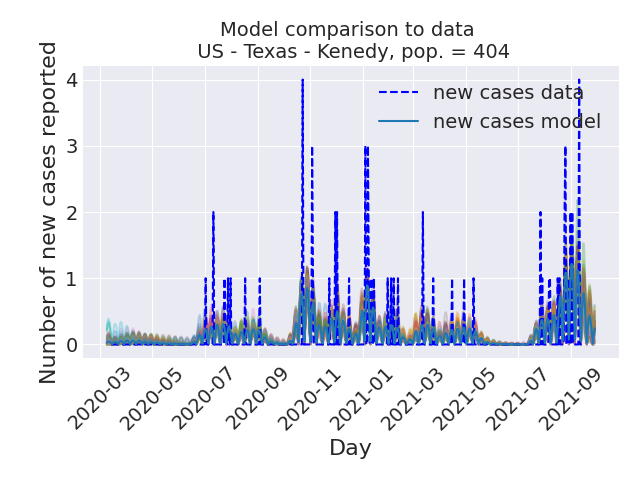 Model comparison to data
US - Texas - Kenedy, pop. = 404
Number of new cases reported
4
3
2
1
0
new cases data
new cases model
2020-03
2020-05
2020-07
2020-09
2020-11
2021-01
2021-03
2021-05
2021-07
2021-09
Day